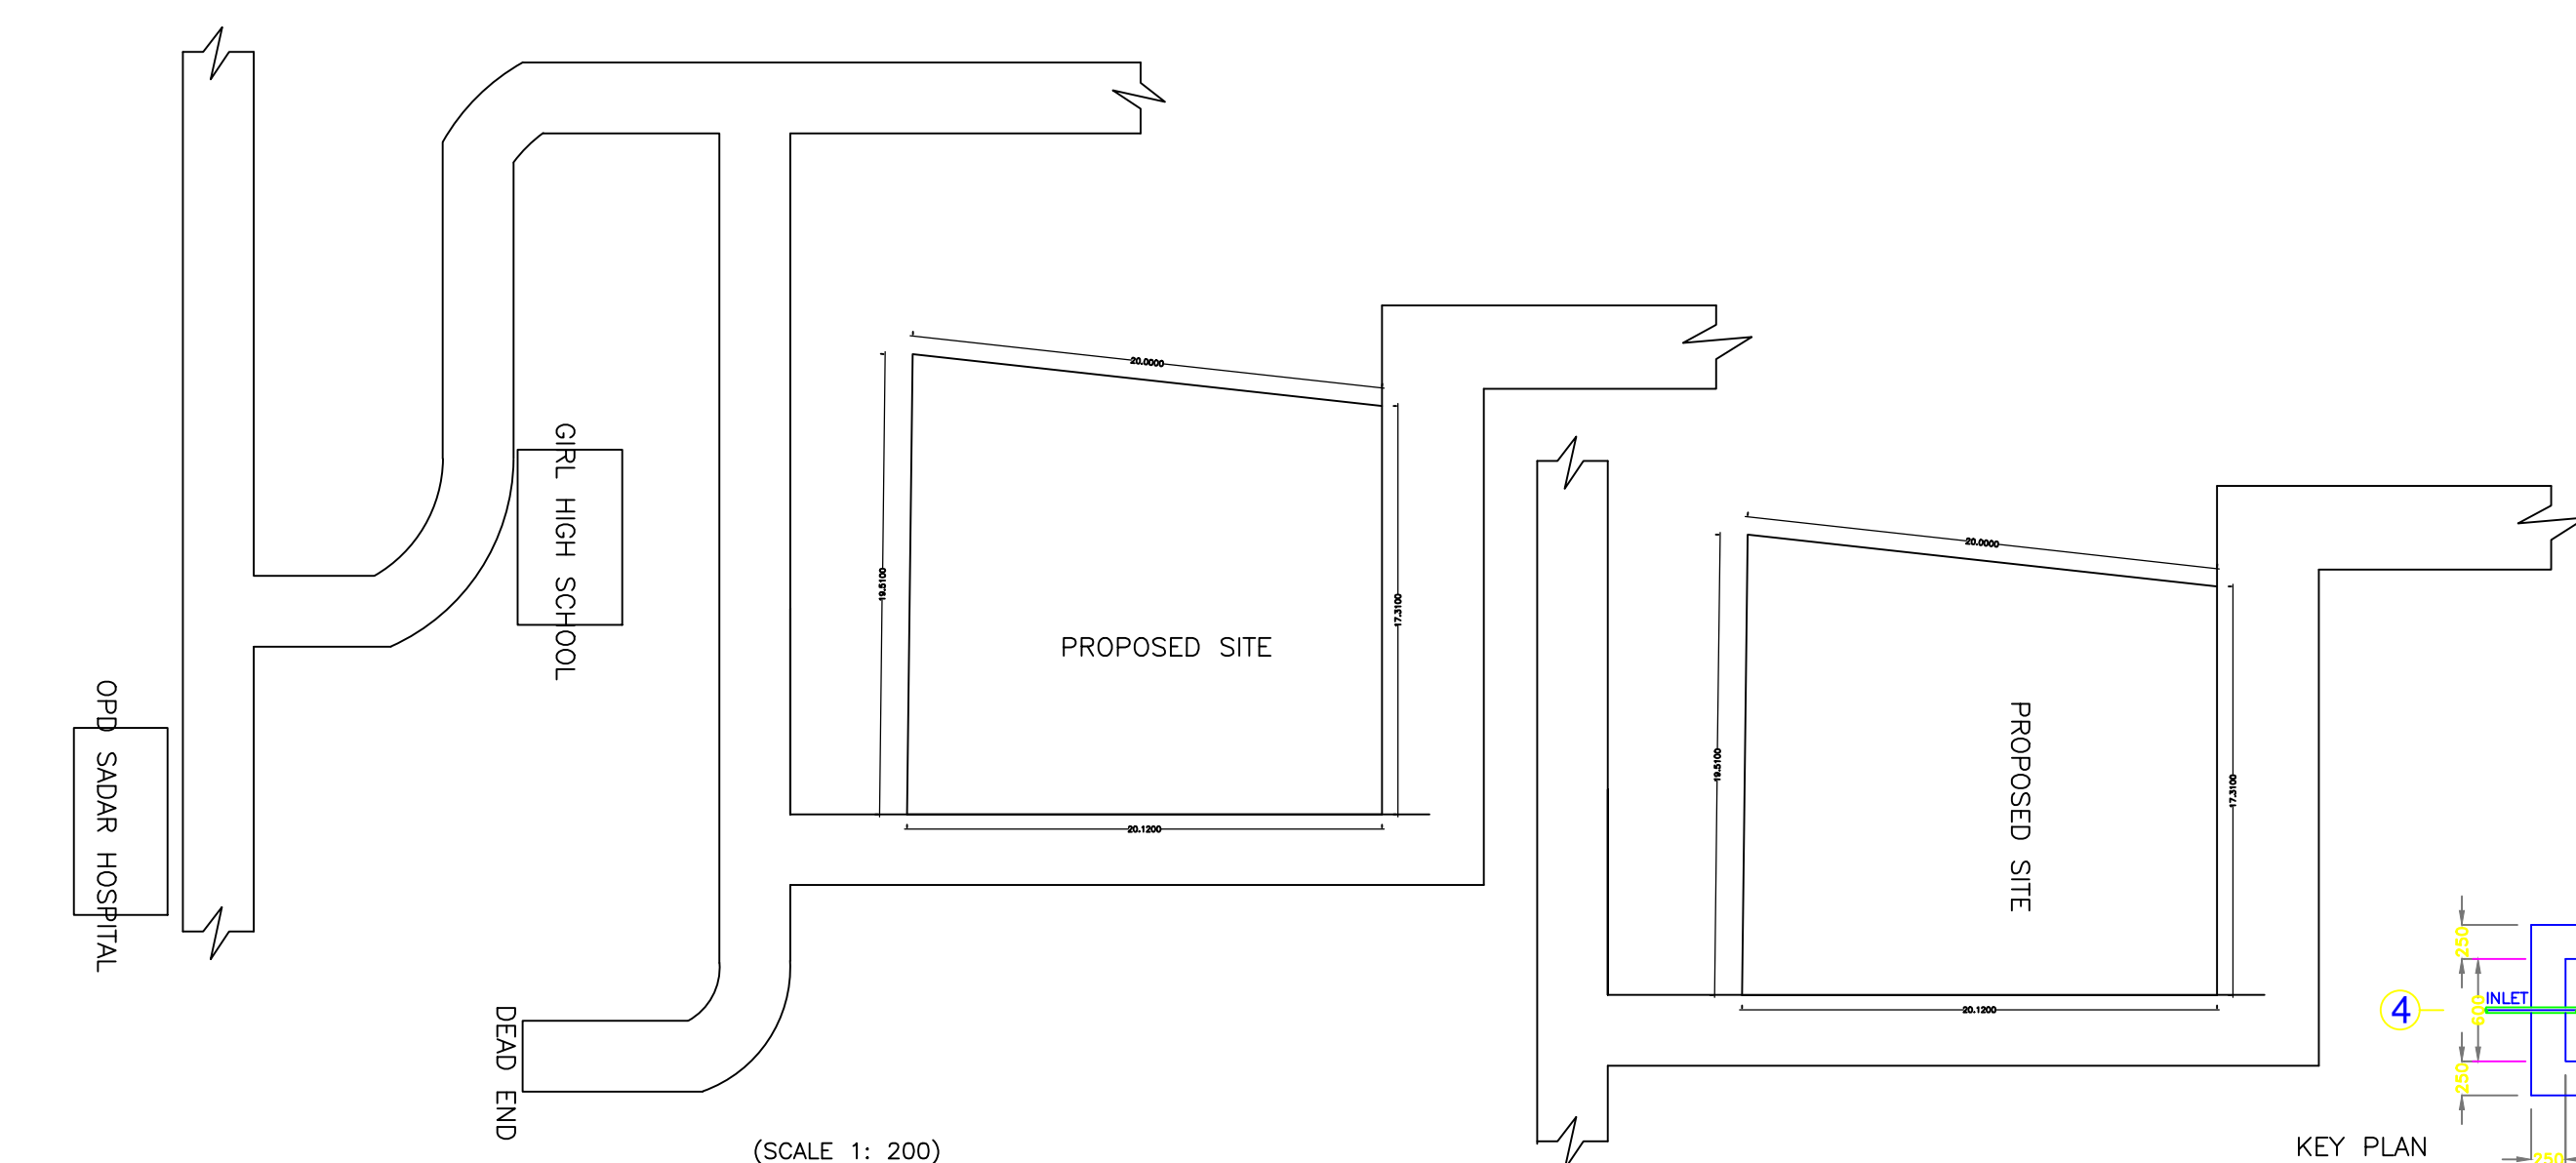 20.0000
GIRL HIGH SCHOOL
19.5100
17.3100
PROPOSED SITE
20.1200
OPD SADAR HOSPITAL
DEAD END
(SCALE 1: 200)
20.0000
19.5100
17.3100
PROPOSED SITE
20.1200
KEY PLAN
250
INLET
4
600
250
250